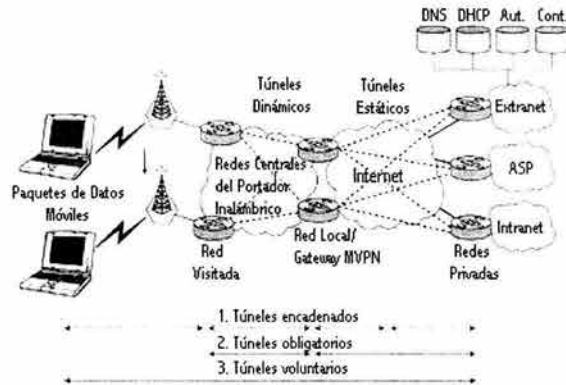 DNS DHCP Aut. Cont.
Túneles
Dinámicos
Túneles
Estáticos
Extranet
Redes Centrales
del Portador
Inalámbrico
Internet
ASP
Paquetes de Datos
Móviles
Intranet
Red
Visitada
Red Local/
Gateway MVPN
Redes
Privadas
1. Túneles encadenados
2. Túneles obligatorios
3. Túneles voluntarios